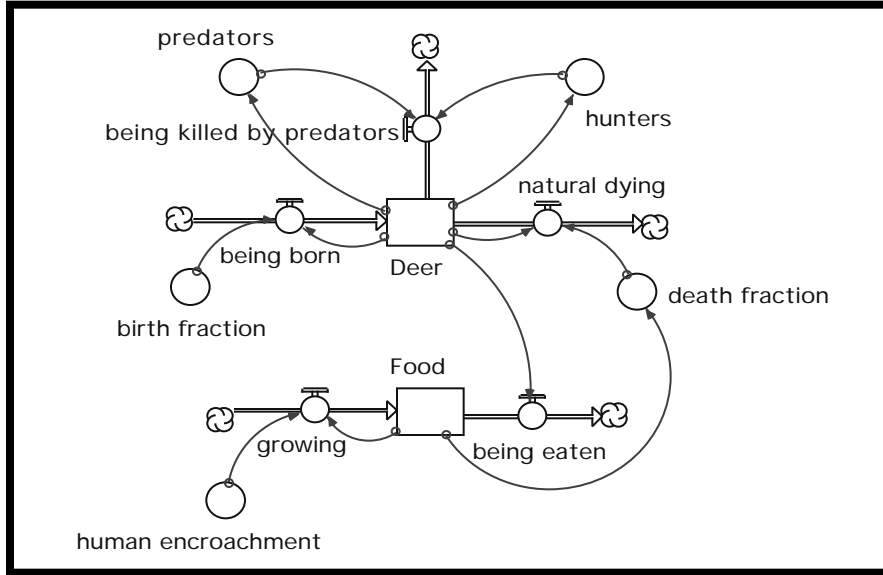 predators
hunters
being killed by predators
natural dying
being born
Deer
death fraction
birth fraction
Food
growing
being eaten
human encroachment